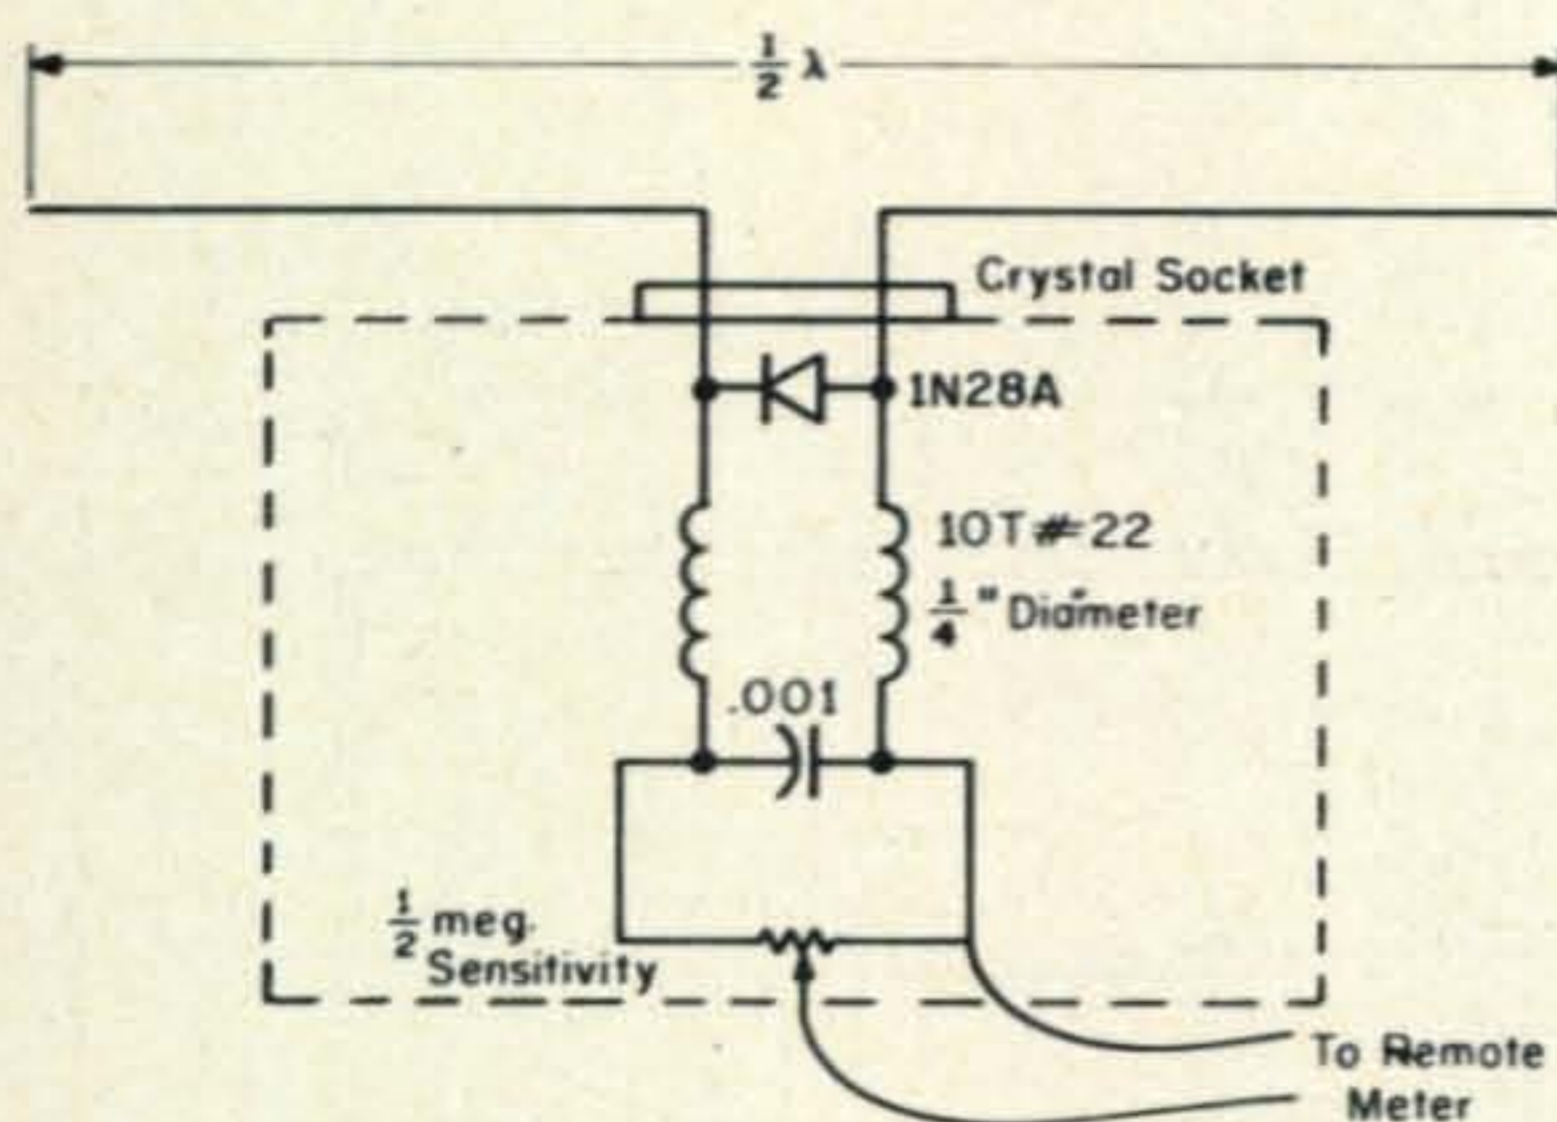 ½ λ
Crystal Socket
1N28A
10T#22
¼" Diameter
.001
½ meg.
Sensitivity
To Remote
Meter